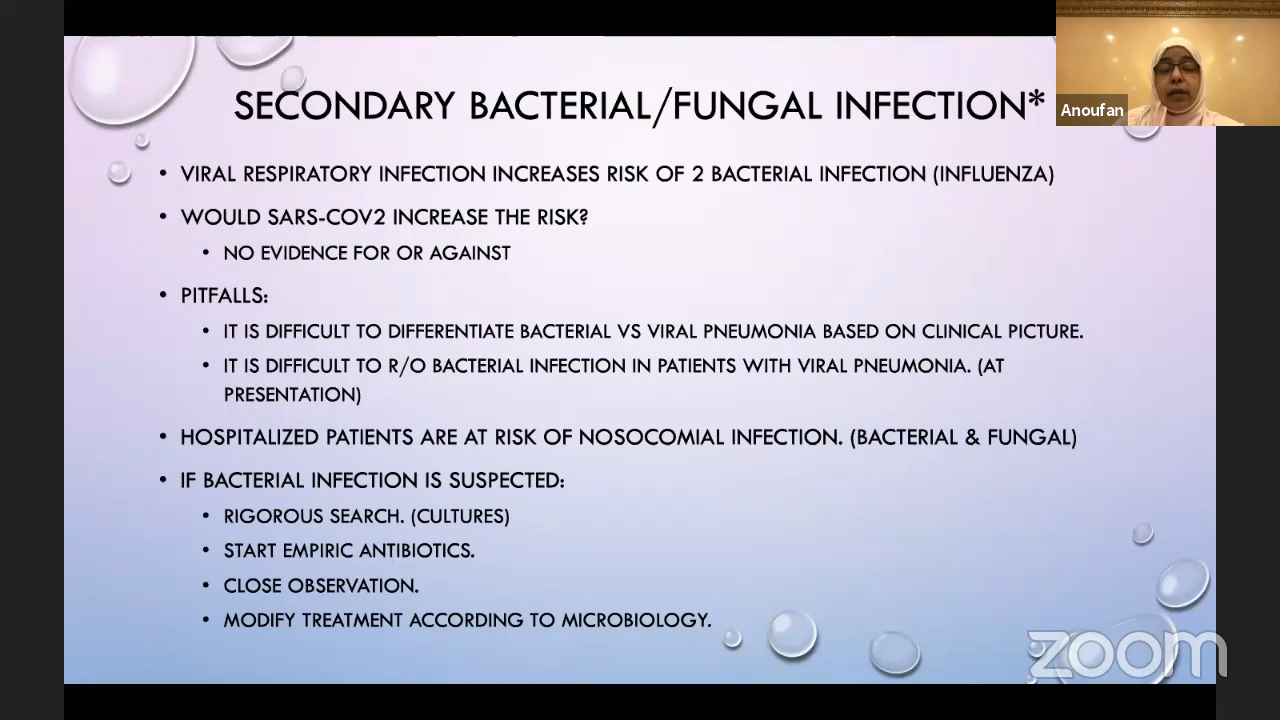 SECONDARY BACTERIAL/FUNGAL INFECTION*
Anoufan
• VIRAL RESPIRATORY INFECTION INCREASES RISK OF 2 BACTERIAL INFECTION (INFLUENZA)
• WOULD SARS-COV2 INCREASE THE RISK?
• NO EVIDENCE FOR OR AGAINST
• PITFALLS:
• IT IS DIFFICULT TO DIFFERENTIATE BACTERIAL VS VIRAL PNEUMONIA BASED ON CLINICAL PICTURE.
• IT IS DIFFICULT TO R/O BACTERIAL INFECTION IN PATIENTS WITH VIRAL PNEUMONIA. (AT
PRESENTATION)
• HOSPITALIZED PATIENTS ARE AT RISK OF NOSOCOMIAL INFECTION. (BACTERIAL & FUNGAL)
• IF BACTERIAL INFECTION IS SUSPECTED:
• RIGOROUS SEARCH. (CULTURES)
• START EMPIRIC ANTIBIOTICS.
• CLOSE OBSERVATION.
• MODIFY TREATMENT ACCORDING TO MICROBIOLOGY.
zoom